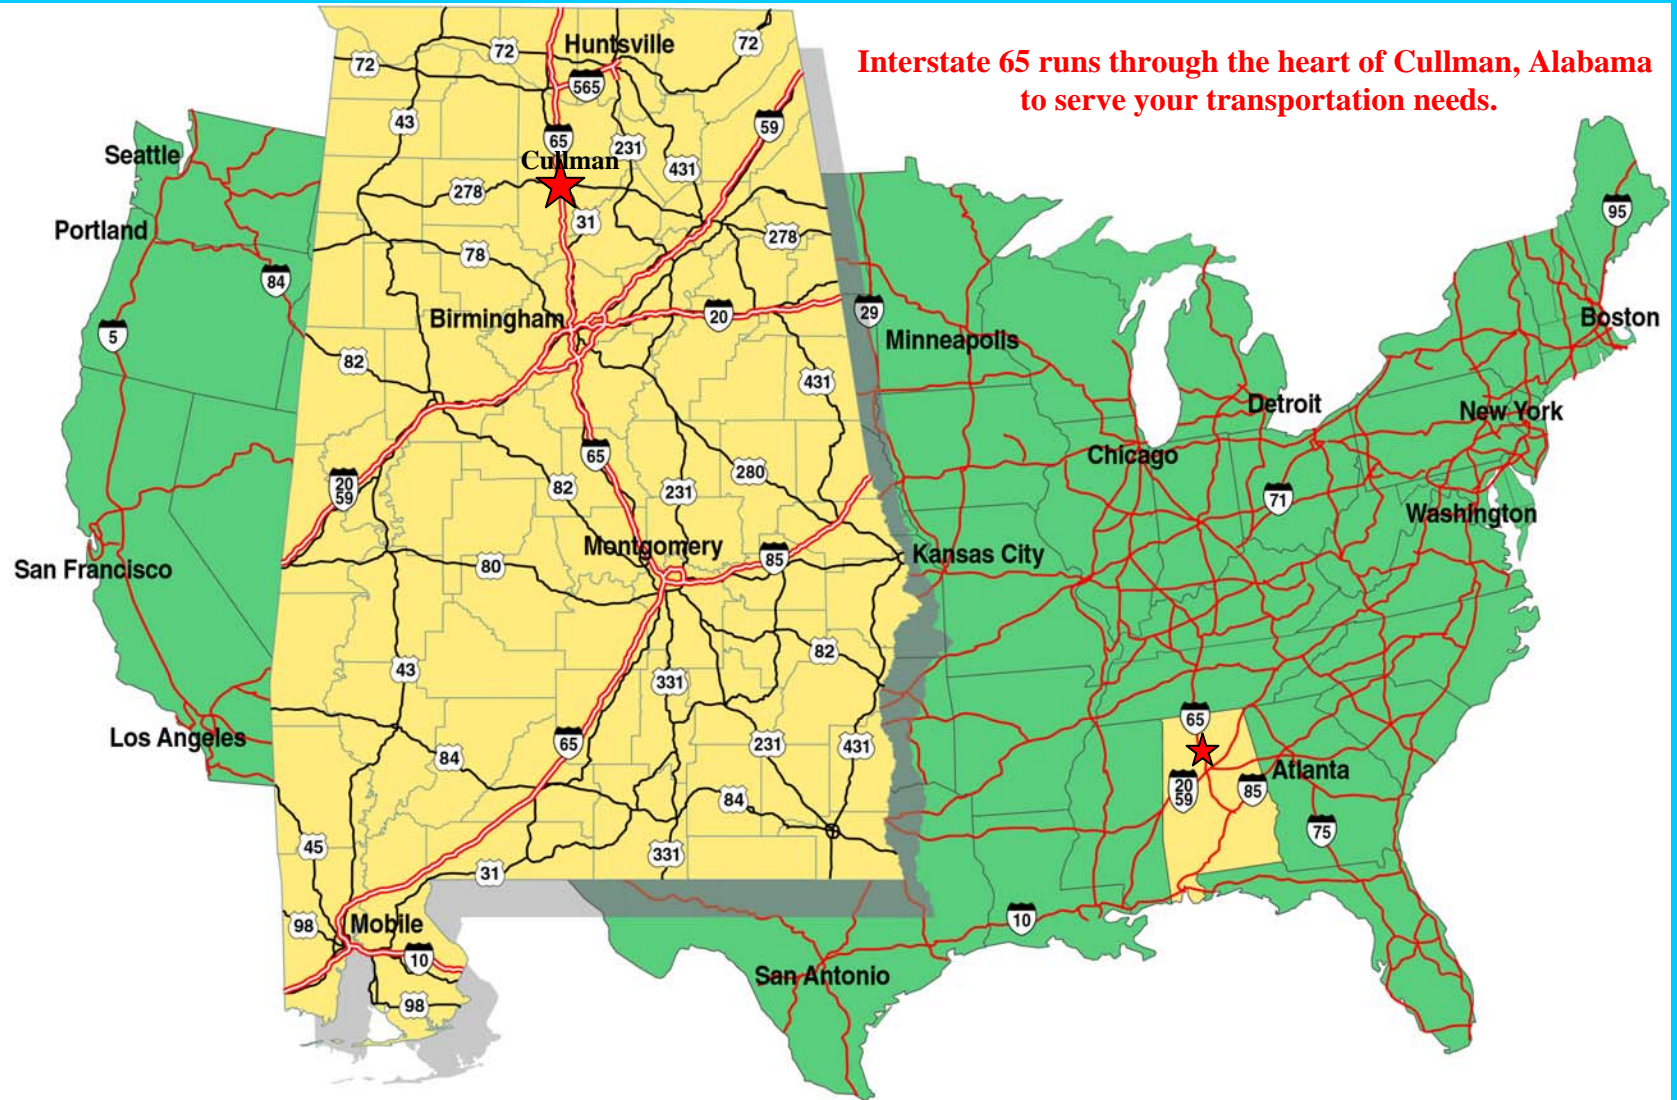 Interstate 65 runs through the heart of Cullman, Alabama
to serve your transportation needs.
72
72
Huntsville
72
565
43
65
59
231
Cullman
431
278
31
278
78
Birmingham
20
82
431
65
20
59
82
280
231
Montgomery
85
80
43
82
331
65
84
231
431
84
45
331
31
98
Mobile
10
98
Seattle
Portland
84
5
San Francisco
Los Angeles
29
Minneapolis
95
Boston
Detroit
New York
Chicago
71
Washington
Kansas City
65
20
59
85
Atlanta
75
10
San Antonio